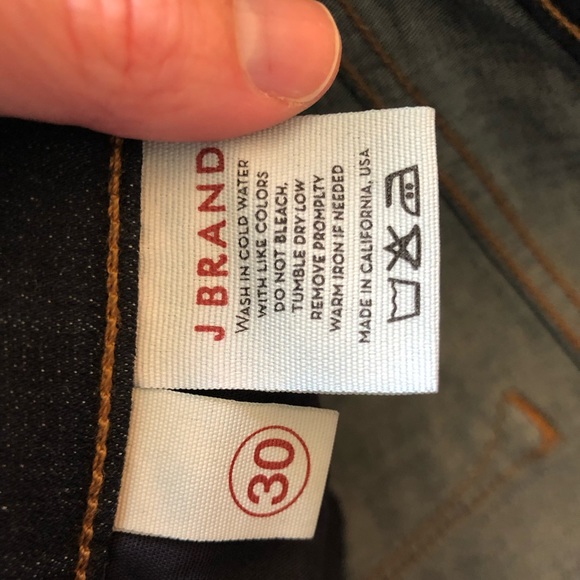 J BRAND
WASH IN COLD WATER
WITH LIKE COLORS
DO NOT BLEACH.
TUMBLE DRY LOW
REMOVE PROMPLTY
WARM IRON IF NEEDED
MADE IN CALIFORNIA, USA
30